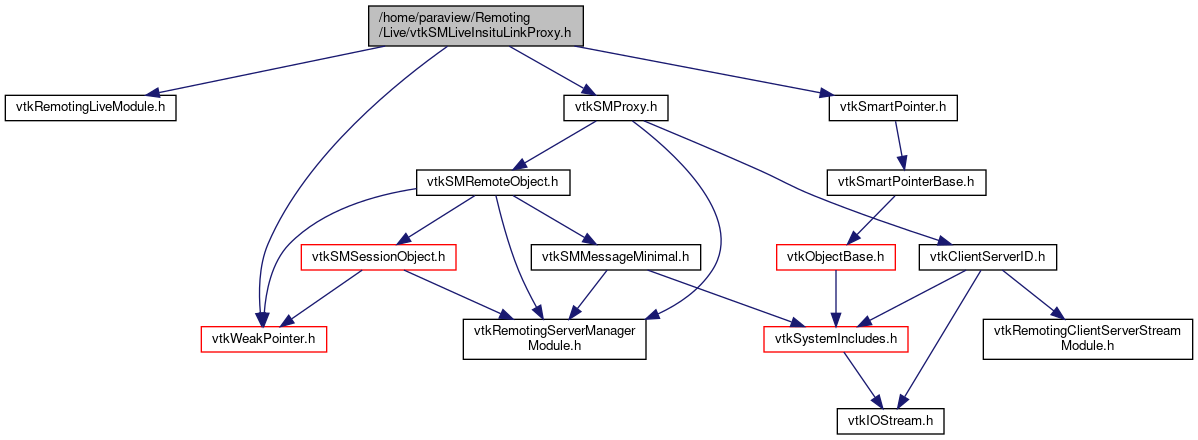 /home/paraview/Remoting
/Live/vtkSMLiveInsituLinkProxy.h
vtkRemotingLiveModule.h
vtkSMProxy.h
vtkSmartPointer.h
vtkSMRemoteObject.h
vtkSmartPointerBase.h
vtkSMSessionObject.h
vtkSMMessageMinimal.h
vtkObjectBase.h
vtkClientServerID.h
vtkWeakPointer.h
vtkRemotingServerManager
Module.h
vtkSystemIncludes.h
vtkRemotingClientServerStream
Module.h
vtkIOStream.h